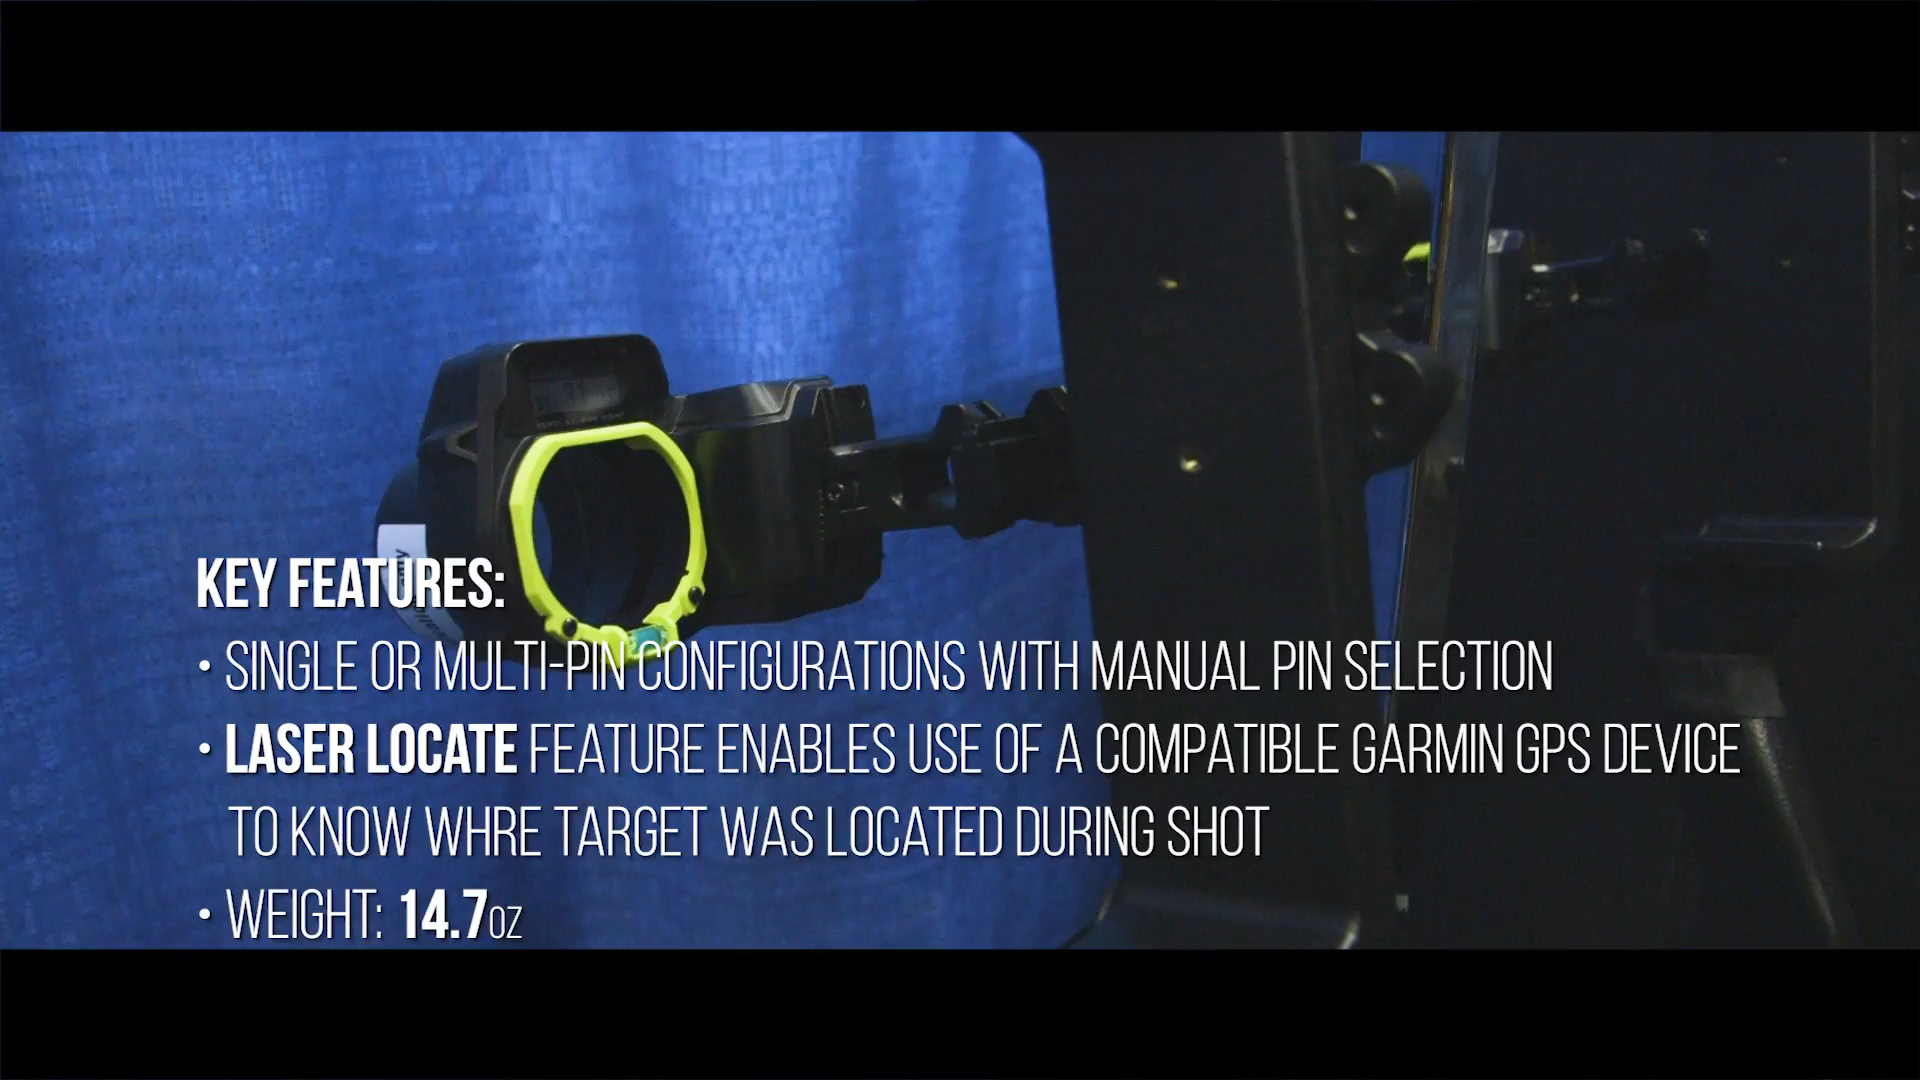 KEY FEATURES:
• SINGLE OR MULTI-PIN CONFIGURATIONS WITH MANUAL PIN SELECTION
• LASER LOCATE FEATURE ENABLES USE OF A COMPATIBLE GARMIN GPS DEVICE
TO KNOW WHRE TARGET WAS LOCATED DURING SHOT
• WEIGHT: 14.7OZ